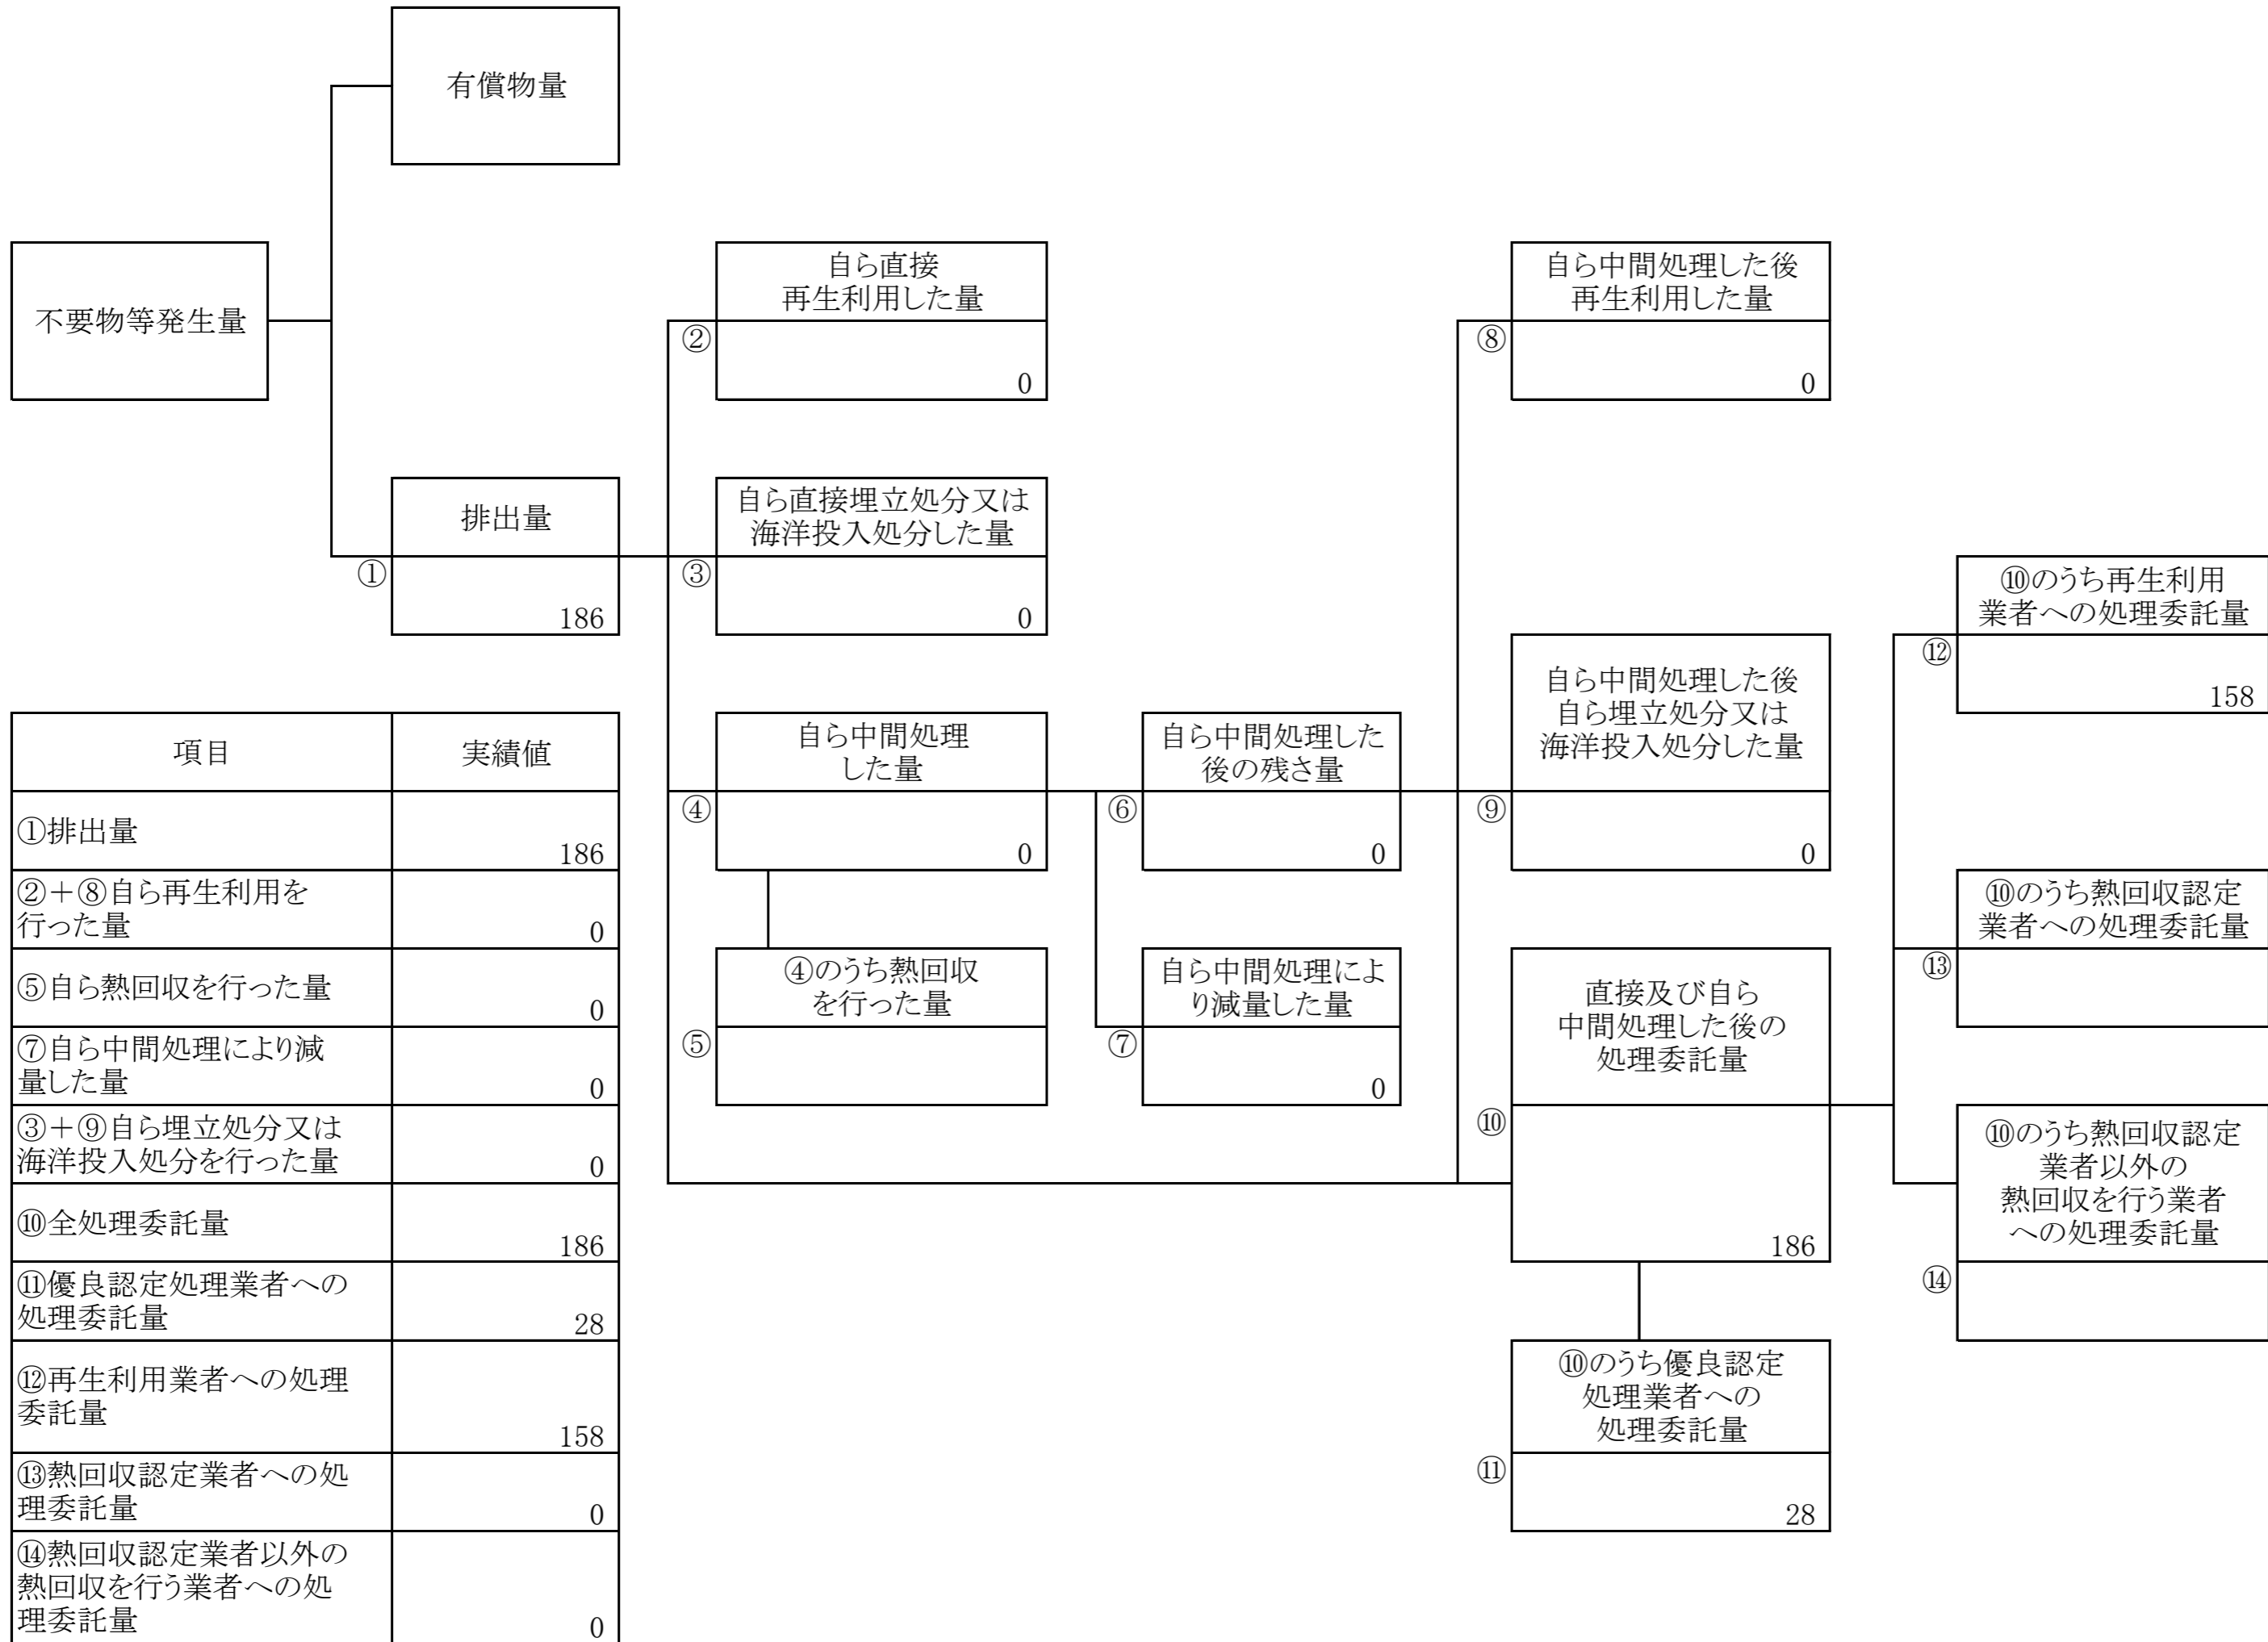 有償物量
不要物等発生量
自ら直接
再生利用した量
②
0
自ら中間処理した後
再生利用した量
⑧
0
排出量
①
186
自ら直接埋立処分又は
海洋投入処分した量
③
0
⑩のうち再生利用
業者への処理委託量
⑫
158
自ら中間処理
した量
④
0
自ら中間処理した
後の残さ量
⑥
0
自ら中間処理した後
自ら埋立処分又は
海洋投入処分した量
⑨
0
⑩のうち熱回収認定
業者への処理委託量
⑬
④のうち熱回収
を行った量
⑤
自ら中間処理によ
り減量した量
⑦
0
直接及び自ら
中間処理した後の
処理委託量
⑩
186
⑩のうち熱回収認定
業者以外の
熱回収を行う業者
への処理委託量
⑭
⑩のうち優良認定
処理業者への
処理委託量
⑪
28
項目 実績値
①排出量
186
②+⑧自ら再生利用を
行った量
0
⑤自ら熱回収を行った量
0
⑦自ら中間処理により減
量した量
0
③+⑨自ら埋立処分又は
海洋投入処分を行った量
0
⑩全処理委託量
186
⑪優良認定処理業者への
処理委託量
28
⑫再生利用業者への処理
委託量
158
⑬熱回収認定業者への処
理委託量
0
⑭熱回収認定業者以外の
熱回収を行う業者への処
理委託量
0